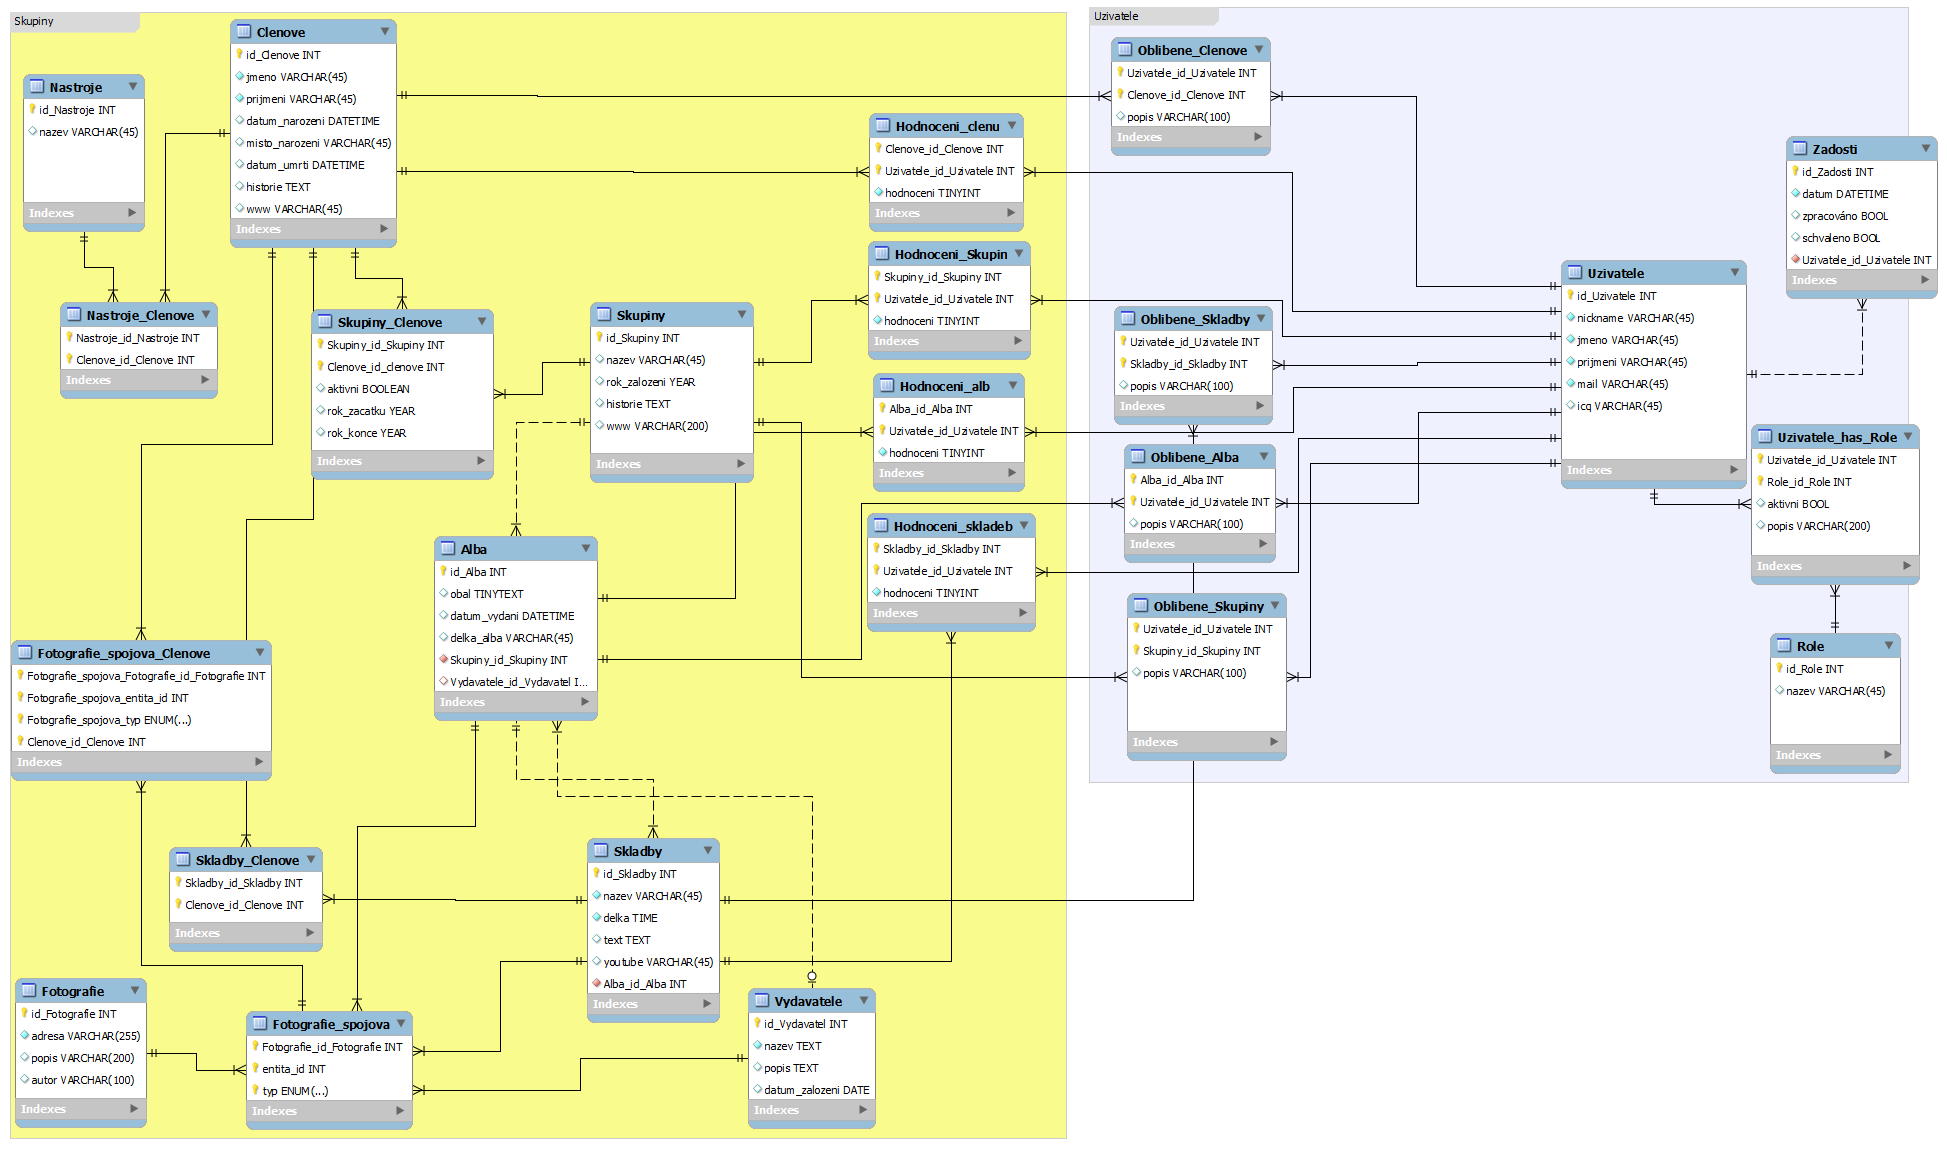 Skupiny
Clenove
id_Clenove INT
jmeno VARCHAR(45)
prijmeni VARCHAR(45)
datum_narozeni DATETIME
misto_narozeni VARCHAR(45)
datum_umrti DATETIME
historie TEXT
www VARCHAR(45)
Indexes
Nastroje
id_Nastroje INT
nazev VARCHAR(45)
Indexes
Nastroje_Clenove
Nastroje_id_Nastroje INT
Clenove_id_Clenove INT
Indexes
Skupiny_Clenove
Skupiny_id_Skupiny INT
Clenove_id_clenove INT
aktivni BOOLEAN
rok_zacatku YEAR
rok_konce YEAR
Indexes
Skupiny
id_Skupiny INT
nazev VARCHAR(45)
rok_zalozeni YEAR
historie TEXT
www VARCHAR(200)
Indexes
Hodnoceni_clenu
Clenove_id_Clenove INT
Uzivatele_id_Uzivatele INT
hodnoceni TINYINT
Indexes
Hodnoceni_Skupin
Skupiny_id_Skupiny INT
Uzivatele_id_Uzivatele INT
hodnoceni TINYINT
Indexes
Hodnoceni_alb
Alba_id_Alba INT
Uzivatele_id_Uzivatele INT
hodnoceni TINYINT
Indexes
Hodnoceni_skladeb
Skladby_id_Skladby INT
Uzivatele_id_Uzivatele INT
hodnoceni TINYINT
Indexes
Alba
id_Alba INT
obal TINYTEXT
datum_vydani DATETIME
delka_alba VARCHAR(45)
Skupiny_id_Skupiny INT
Vydavatele_id_Vydavatel I...
Indexes
Fotografie_spojova_Clenove
Fotografie_spojova_Fotografie_id_Fotografie INT
Fotografie_spojova_entita_id INT
Fotografie_spojova_typ ENUM(...)
Clenove_id_Clenove INT
Indexes
Skladby_Clenove
Skladby_id_Skladby INT
Clenove_id_Clenove INT
Indexes
Skladby
id_Skladby INT
nazev VARCHAR(45)
delka TIME
text TEXT
youtube VARCHAR(45)
Alba_id_Alba INT
Indexes
Fotografie
id_Fotografie INT
adresa VARCHAR(255)
popis VARCHAR(200)
autor VARCHAR(100)
Indexes
Fotografie_spojova
Fotografie_id_Fotografie INT
entita_id INT
typ ENUM(...)
Indexes
Vydavatele
id_Vydavatel INT
nazev TEXT
popis TEXT
datum_zalozeni DATE
Indexes
Uzivatele
Oblibene_Clenove
Uzivatele_id_Uzivatele INT
Clenove_id_Clenove INT
popis VARCHAR(100)
Indexes
Oblibene_Skladby
Uzivatele_id_Uzivatele INT
Skladby_id_Skladby INT
popis VARCHAR(100)
Indexes
Oblibene_Alba
Alba_id_Alba INT
Uzivatele_id_Uzivatele INT
popis VARCHAR(100)
Indexes
Oblibene_Skupiny
Uzivatele_id_Uzivatele INT
Skupiny_id_Skupiny INT
popis VARCHAR(100)
Indexes
Uzivatele
id_Uzivatele INT
nickname VARCHAR(45)
jmeno VARCHAR(45)
prijmeni VARCHAR(45)
mail VARCHAR(45)
icq VARCHAR(45)
Indexes
Zadosti
id_Zadosti INT
datum DATETIME
zpracováno BOOL
schvaleno BOOL
Uzivatele_id_Uzivatele INT
Indexes
Uzivatele_has_Role
Uzivatele_id_Uzivatele INT
Role_id_Role INT
aktivni BOOL
popis VARCHAR(200)
Indexes
Role
id_Role INT
nazev VARCHAR(45)
Indexes